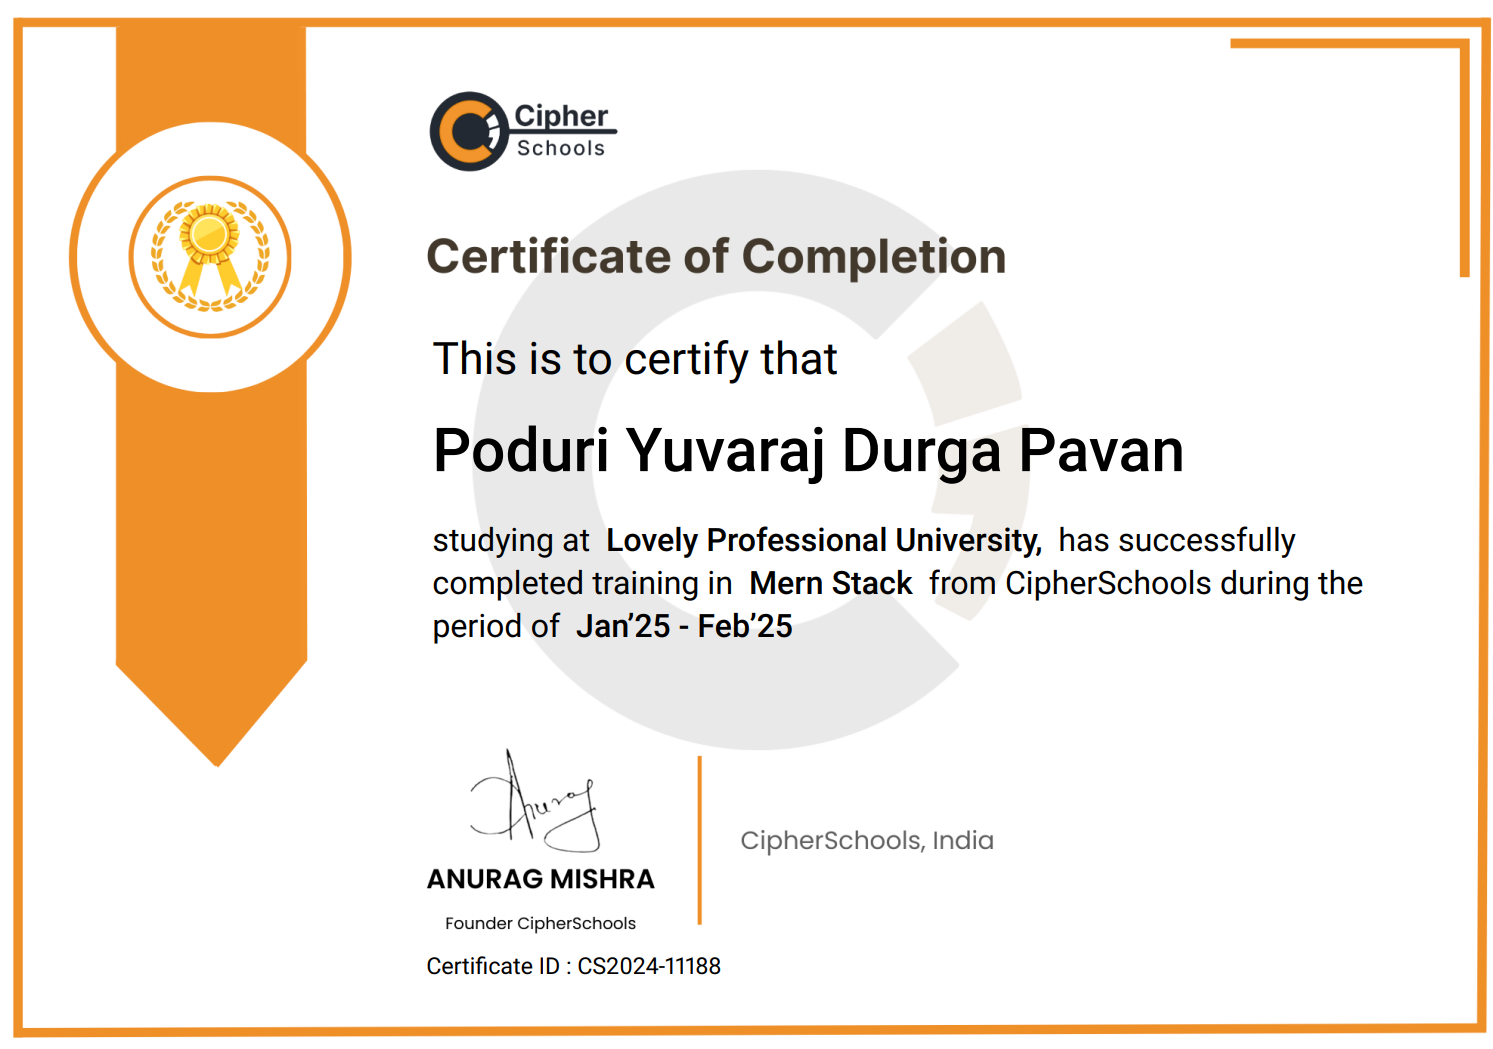 Cipher
Schools
Certificate of Completion
This is to certify that
Poduri Yuvaraj Durga Pavan
studying at Lovely Professional University, has successfully
completed training in Mern Stack from CipherSchools during the
period of Jan’25 - Feb’25
Anuraj
ANURAG MISHRA
Founder CipherSchools
CipherSchools, India
Certificate ID : CS2024-11188